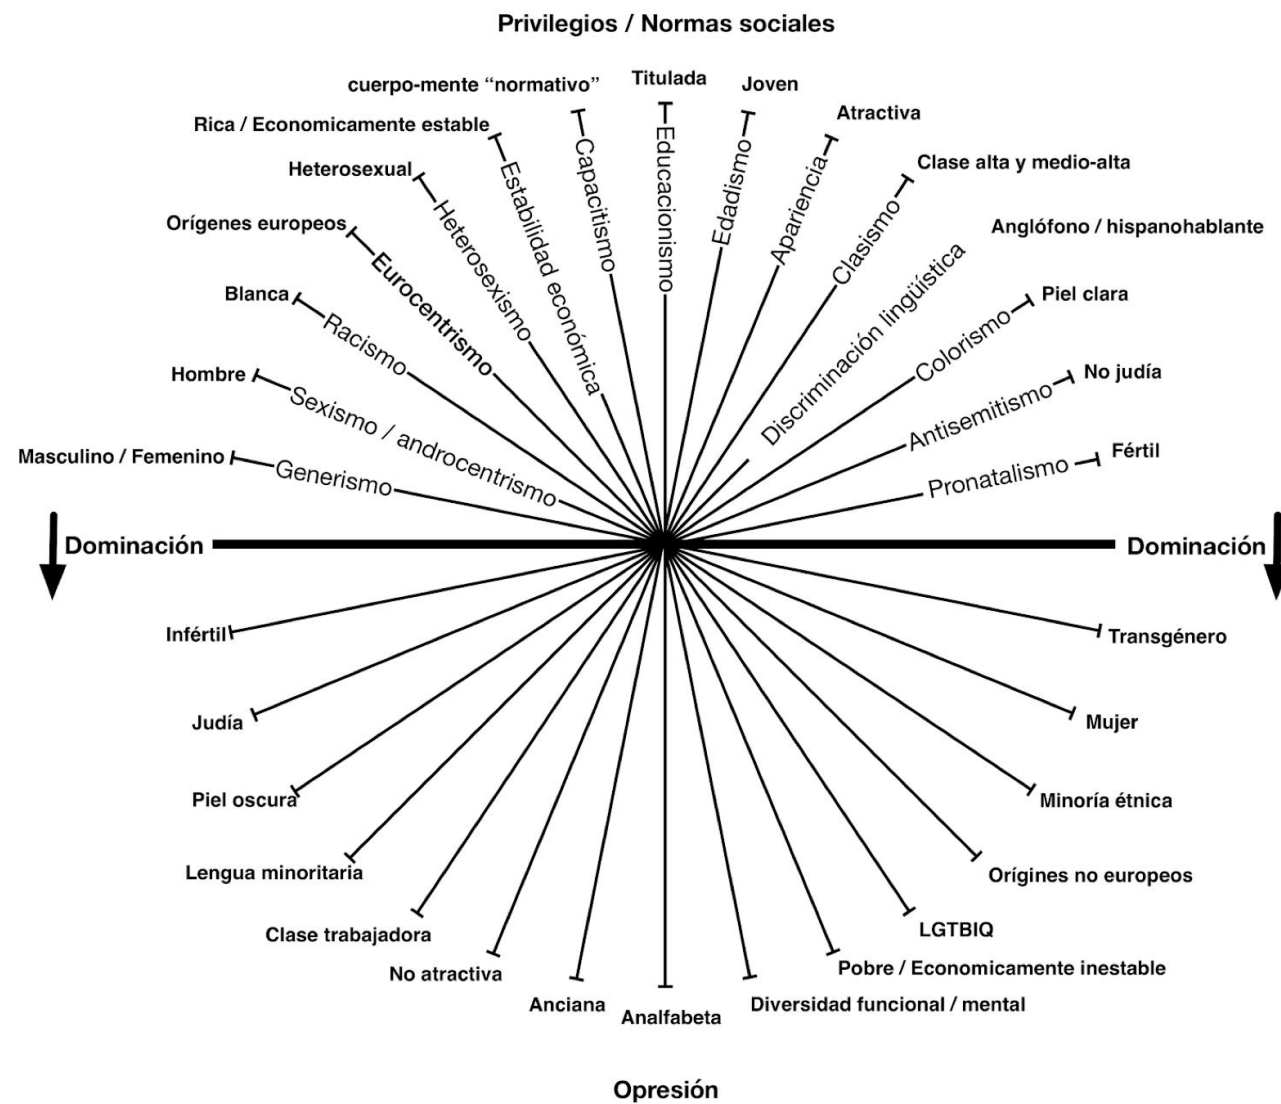 Privilegios / Normas sociales
Titulada
cuerpo-mente “normativo”
Joven
Atractiva
Rica / Economicamente estable
Clase alta y medio-alta
Heterosexual
Orígenes europeos
Anglófono / hispanohablante
Blanca
Piel clara
Hombre
No judía
Masculino / Femenino
Fértil
Generismo
Sexismo / androcentrismo
Racismo
Eurocentrismo
Heterosexismo
Estabilidad económica
Capacitismo
Educacionismo
Edadismo
Apariencia
Clasismo
Discriminación lingüística
Colorismo
Antisemitismo
Pronatalismo
Dominación
Dominación
Infértil
Transgénero
Judía
Mujer
Piel oscura
Minoría étnica
Lengua minoritaria
Orígines no europeos
Clase trabajadora
LGTBIQ
No atractiva
Pobre / Economicamente inestable
Anciana
Diversidad funcional / mental
Analfabeta
Opresión